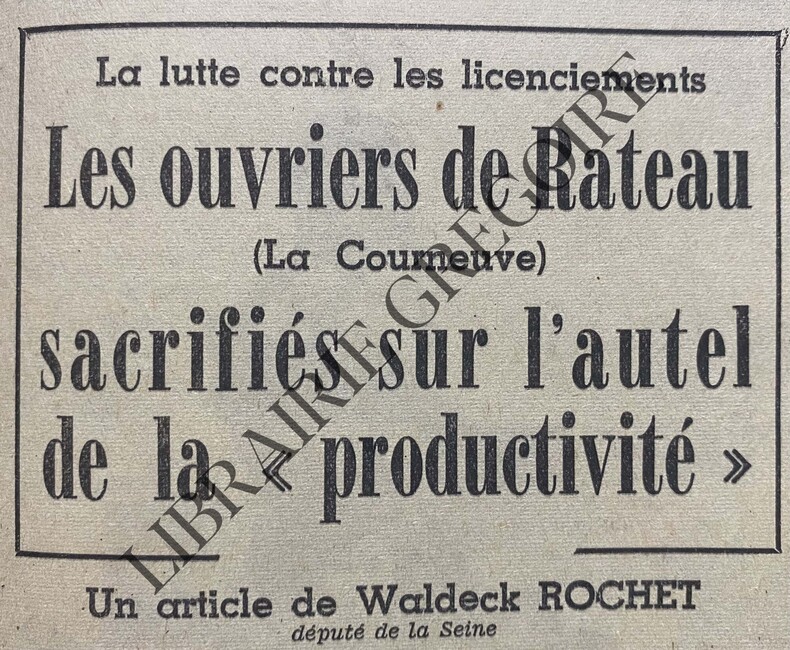 La lutte contre les licenciements
Les ouvriers de Rateau
(La Courneuve)
sacrifiés sur l'autel
de la « productivité »
Un article de Waldeck ROCHET
député de la Seine
LIBRAIRIE GREGOIRE